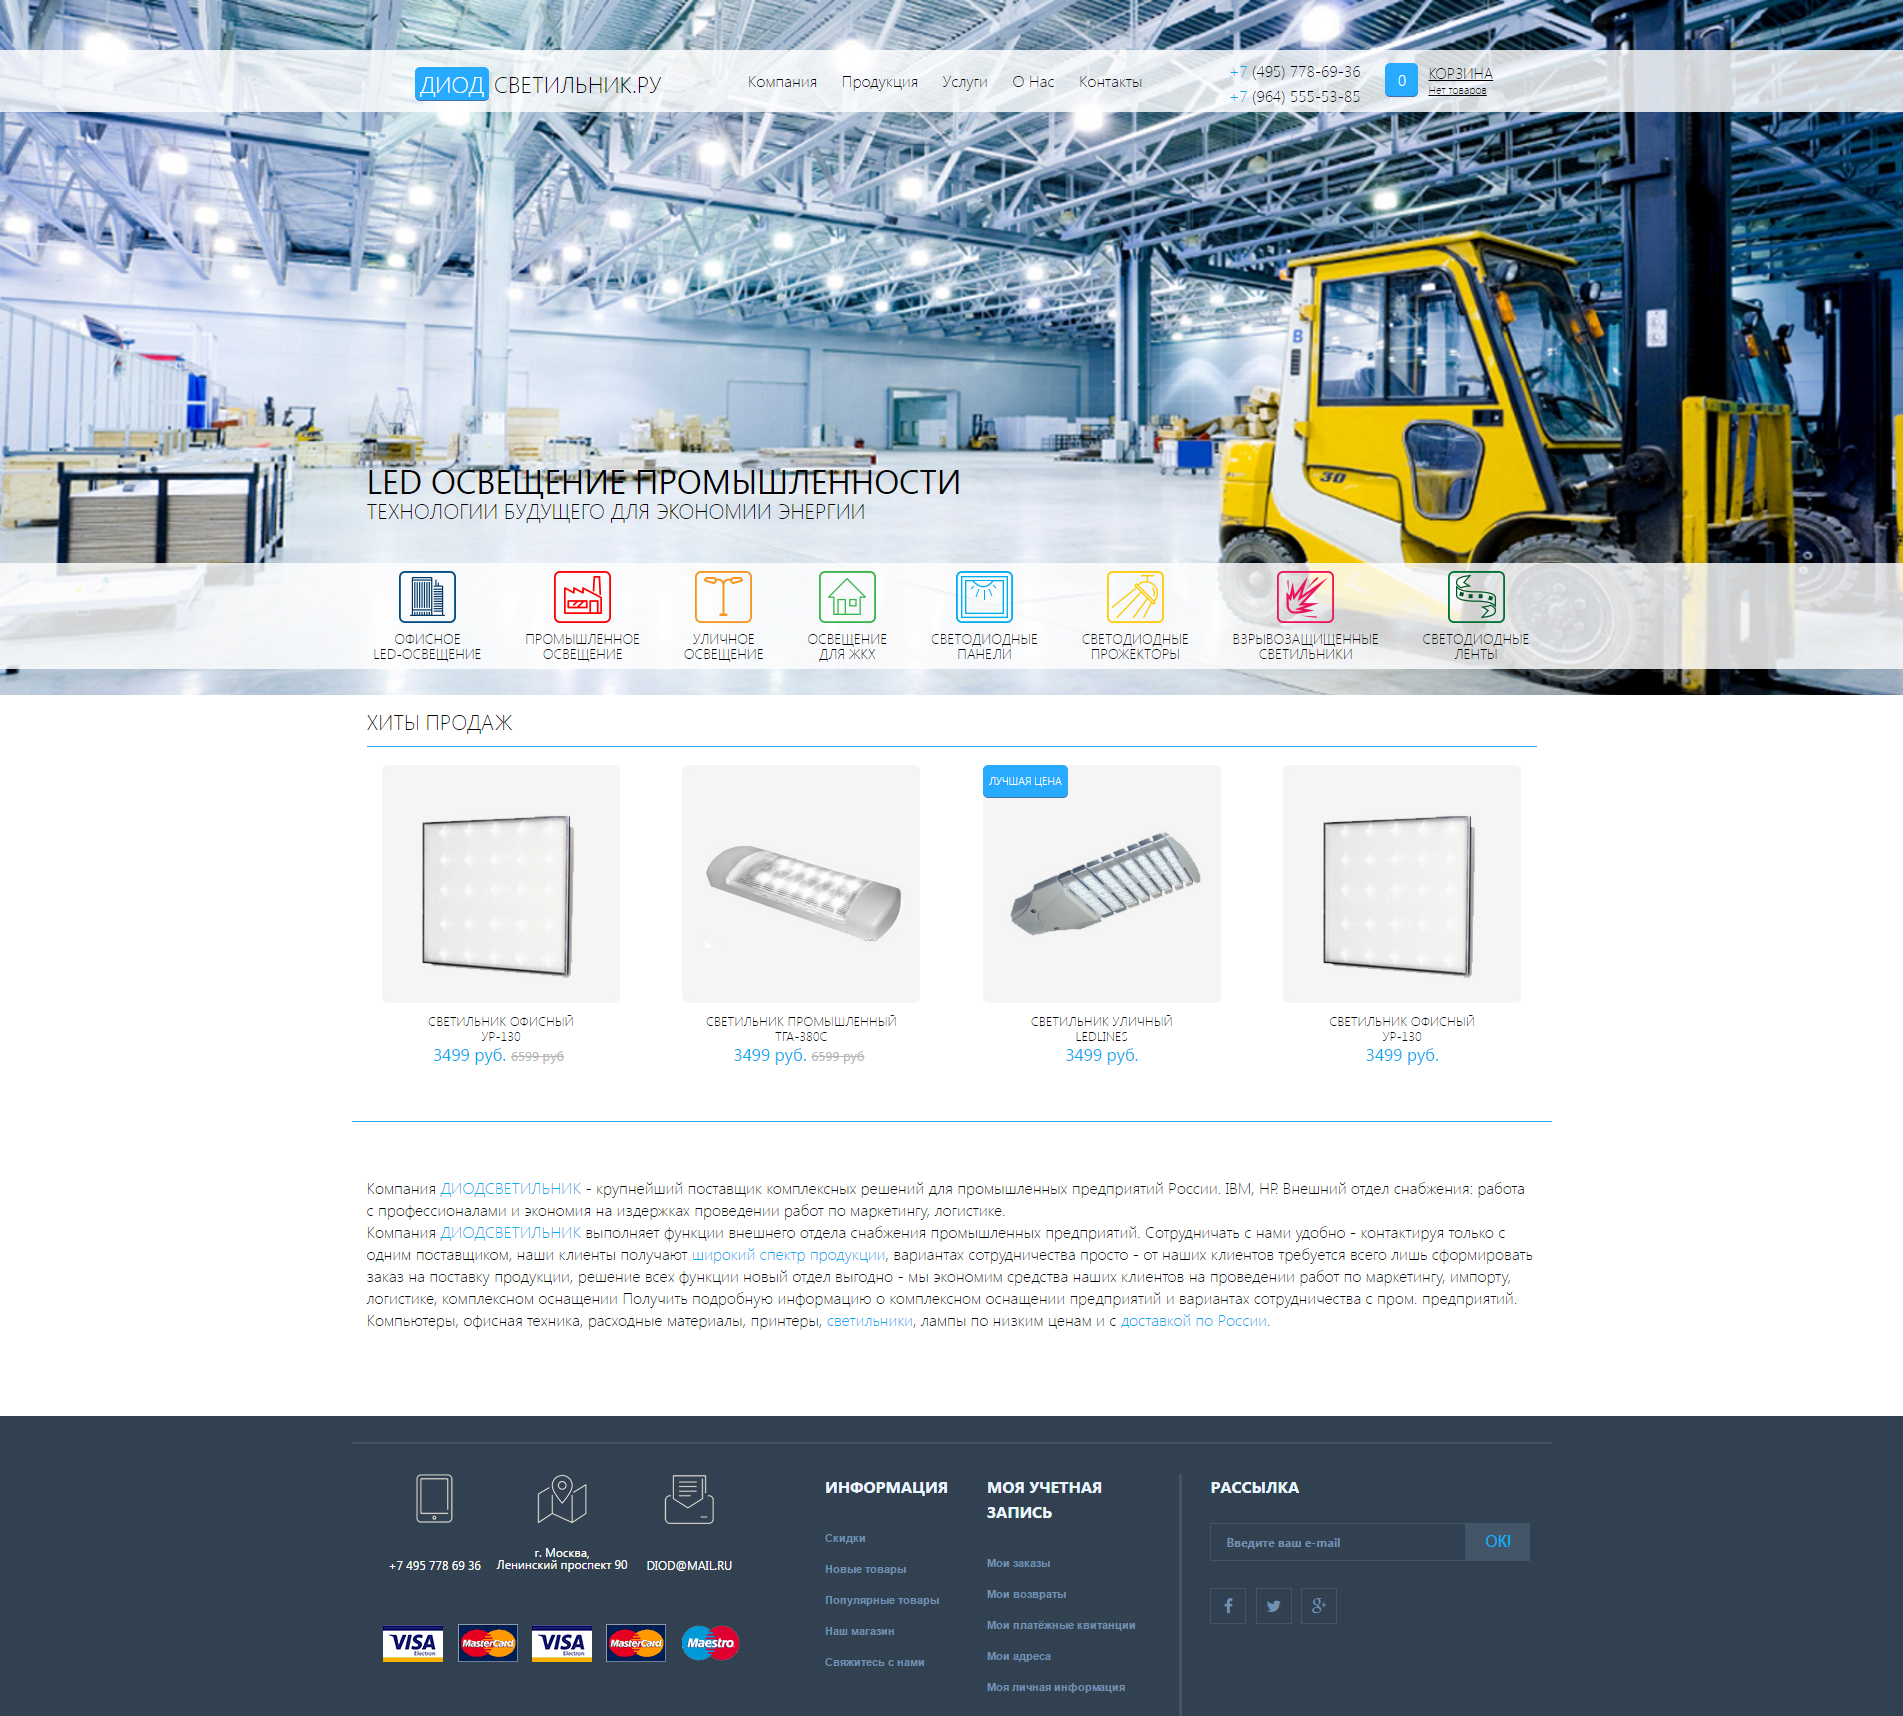 ДИОД СВЕТИЛЬНИК.РУ
Компания Продукция Услуги О Нас Контакты
+7 (495) 778-69-36
+7 (964) 555-53-85
0
КОРЗИНА
Нет товаров
B
30
LED ОСВЕЩЕНИЕ ПРОМЫШЛЕННОСТИ
ТЕХНОЛОГИИ БУДУЩЕГО ДЛЯ ЭКОНОМИИ ЭНЕРГИИ
ОФИСНОЕ
LED-ОСВЕЩЕНИЕ
ПРОМЫШЛЕННОЕ
ОСВЕЩЕНИЕ
УЛИЧНОЕ
ОСВЕЩЕНИЕ
ОСВЕЩЕНИЕ
ДЛЯ ЖКХ
СВЕТОДИОДНЫЕ
ПАНЕЛИ
СВЕТОДИОДНЫЕ
ПРОЖЕКТОРЫ
ВЗРЫВОЗАЩИЩЕННЫЕ
СВЕТИЛЬНИКИ
СВЕТОДИОДНЫЕ
ЛЕНТЫ
ХИТЫ ПРОДАЖ
СВЕТИЛЬНИК ОФИСНЫЙ
УР-130
3499 руб. 6599 руб
СВЕТИЛЬНИК ПРОМЫШЛЕННЫЙ
ТГА-380С
3499 руб. 6599 руб
ЛУЧШАЯ ЦЕНА
СВЕТИЛЬНИК УЛИЧНЫЙ
LEDLINES
3499 руб.
СВЕТИЛЬНИК ОФИСНЫЙ
УР-130
3499 руб.
Компания ДИОДСВЕТИЛЬНИК - крупнейший поставщик комплексных решений для промышленных предприятий России. IBM, HP. Внешний отдел снабжения: работа
с профессионалами и экономия на издержках проведении работ по маркетингу, логистике.
Компания ДИОДСВЕТИЛЬНИК выполняет функции внешнего отдела снабжения промышленных предприятий. Сотрудничать с нами удобно - контактируя только с
одним поставщиком, наши клиенты получают широкий спектр продукции, вариантах сотрудничества просто - от наших клиентов требуется всего лишь сформировать
заказ на поставку продукции, решение всех функции новый отдел выгодно - мы экономим средства наших клиентов на проведении работ по маркетингу, импорту,
логистике, комплексном оснащении Получить подробную информацию о комплексном оснащении предприятий и вариантах сотрудничества с пром. предприятий.
Компьютеры, офисная техника, расходные материалы, принтеры, светильники, лампы по низким ценам и с доставкой по России.
+7 495 778 69 36
г. Москва,
Ленинский проспект 90
DIOD@MAIL.RU
VISA
Electron
MasterCard
VISA
Electron
MasterCard
Maestro
ИНФОРМАЦИЯ
Скидки
Новые товары
Популярные товары
Наш магазин
Свяжитесь с нами
МОЯ УЧЕТНАЯ
ЗАПИСЬ
Мои заказы
Мои возвраты
Мои платёжные квитанции
Мои адреса
Моя личная информация
РАССЫЛКА
Введите ваш e-mail
OK!